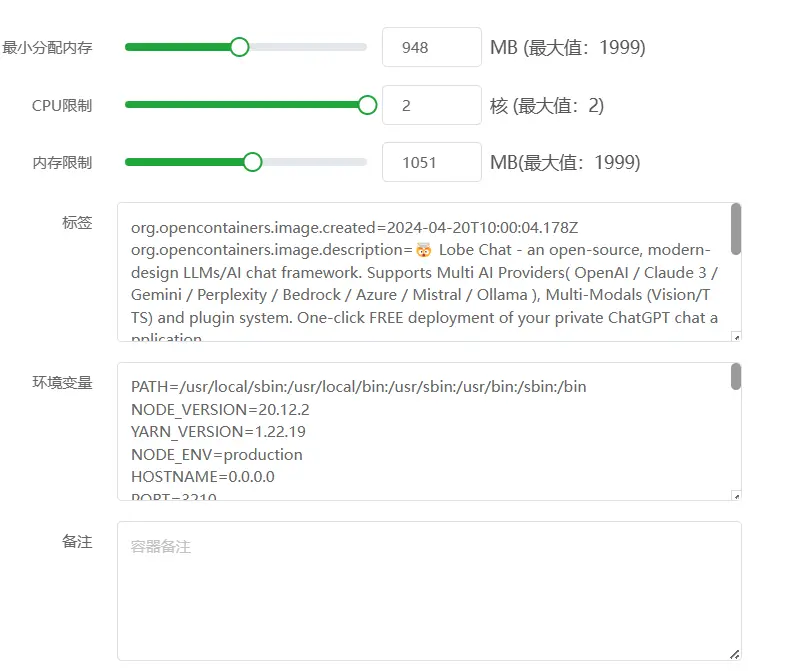 最小分配内存 948 MB (最大值：1999)
CPU限制 2 核 (最大值：2)
内存限制 1051 MB(最大值：1999)
标签
org.opencontainers.image.created=2024-04-20T10:00:04.178Z
org.opencontainers.image.description=🤯 Lobe Chat - an open-source, modern-
design LLMs/AI chat framework. Supports Multi AI Providers( OpenAI / Claude 3 /
Gemini / Perplexity / Bedrock / Azure / Mistral / Ollama ), Multi-Modals (Vision/T
TS) and plugin system. One-click FREE deployment of your private ChatGPT chat a
pplication
环境变量
PATH=/usr/local/sbin:/usr/local/bin:/usr/sbin:/usr/bin:/sbin:/bin
NODE_VERSION=20.12.2
YARN_VERSION=1.22.19
NODE_ENV=production
HOSTNAME=0.0.0.0
PORT=3210
备注
容器备注